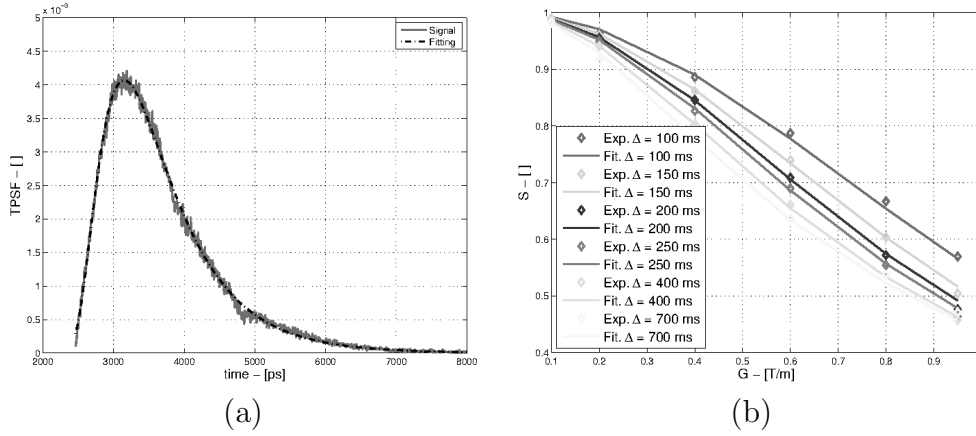 x 10⁻³
5
4.5
4
3.5
3
2.5
2
1.5
1
0.5
0
2000 3000 4000 5000 6000 7000 8000
TPSF – [ ]
time – [ps]
Signal
Fitting
(a)
1
0.9
0.8
0.7
0.6
0.5
0.4
0.1 0.2 0.3 0.4 0.5 0.6 0.7 0.8 0.9
S – [ ]
G – [T/m]
Exp. Δ = 100 ms
Fit. Δ = 100 ms
Exp. Δ = 150 ms
Fit. Δ = 150 ms
Exp. Δ = 200 ms
Fit. Δ = 200 ms
Exp. Δ = 250 ms
Fit. Δ = 250 ms
Exp. Δ = 400 ms
Fit. Δ = 400 ms
Exp. Δ = 700 ms
Fit. Δ = 700 ms
(b)